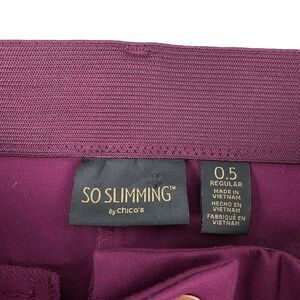 SO SLIMMING™
by chico's
0.5
REGULAR
MADE IN
VIETNAM
HECHO EN
VIETNAM
FABRIQUÉ EN
VIETNAM